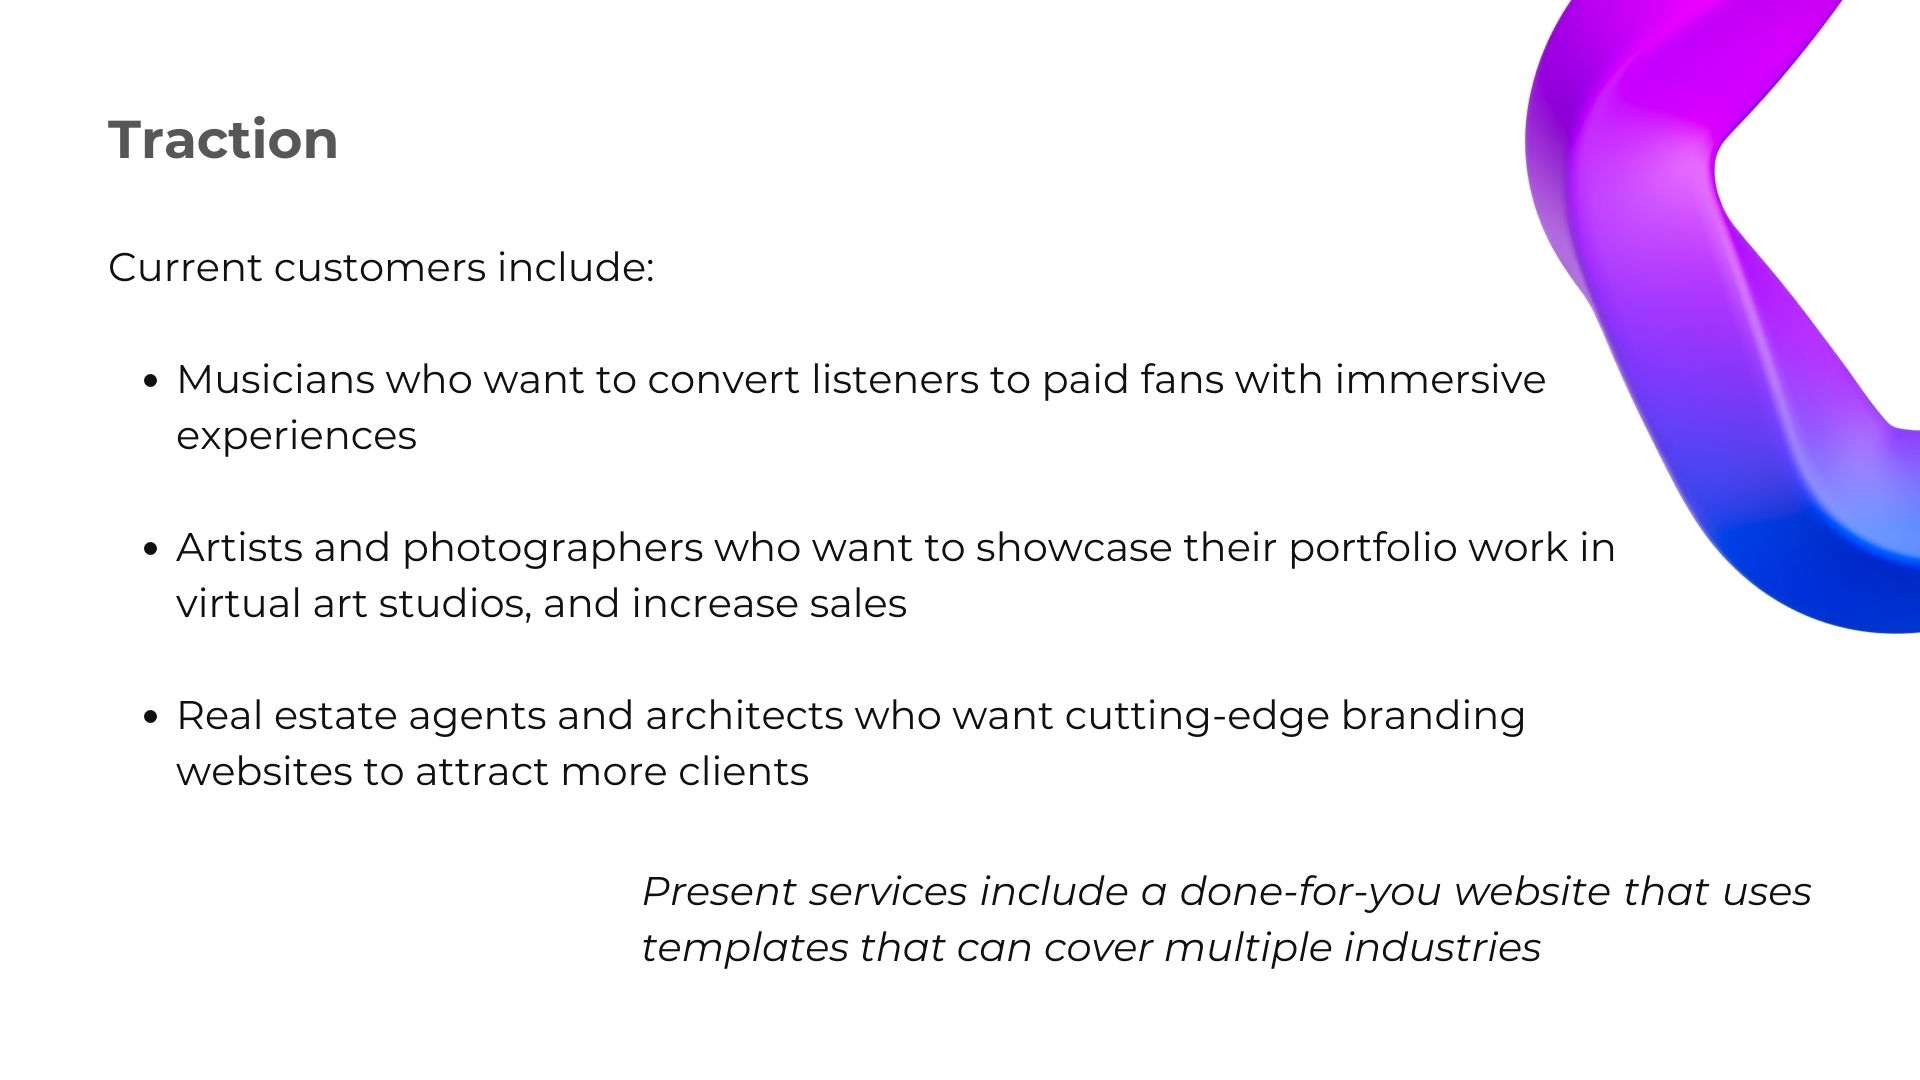 Traction
Current customers include:
• Musicians who want to convert listeners to paid fans with immersive
experiences
• Artists and photographers who want to showcase their portfolio work in
virtual art studios, and increase sales
• Real estate agents and architects who want cutting-edge branding
websites to attract more clients
Present services include a done-for-you website that uses
templates that can cover multiple industries